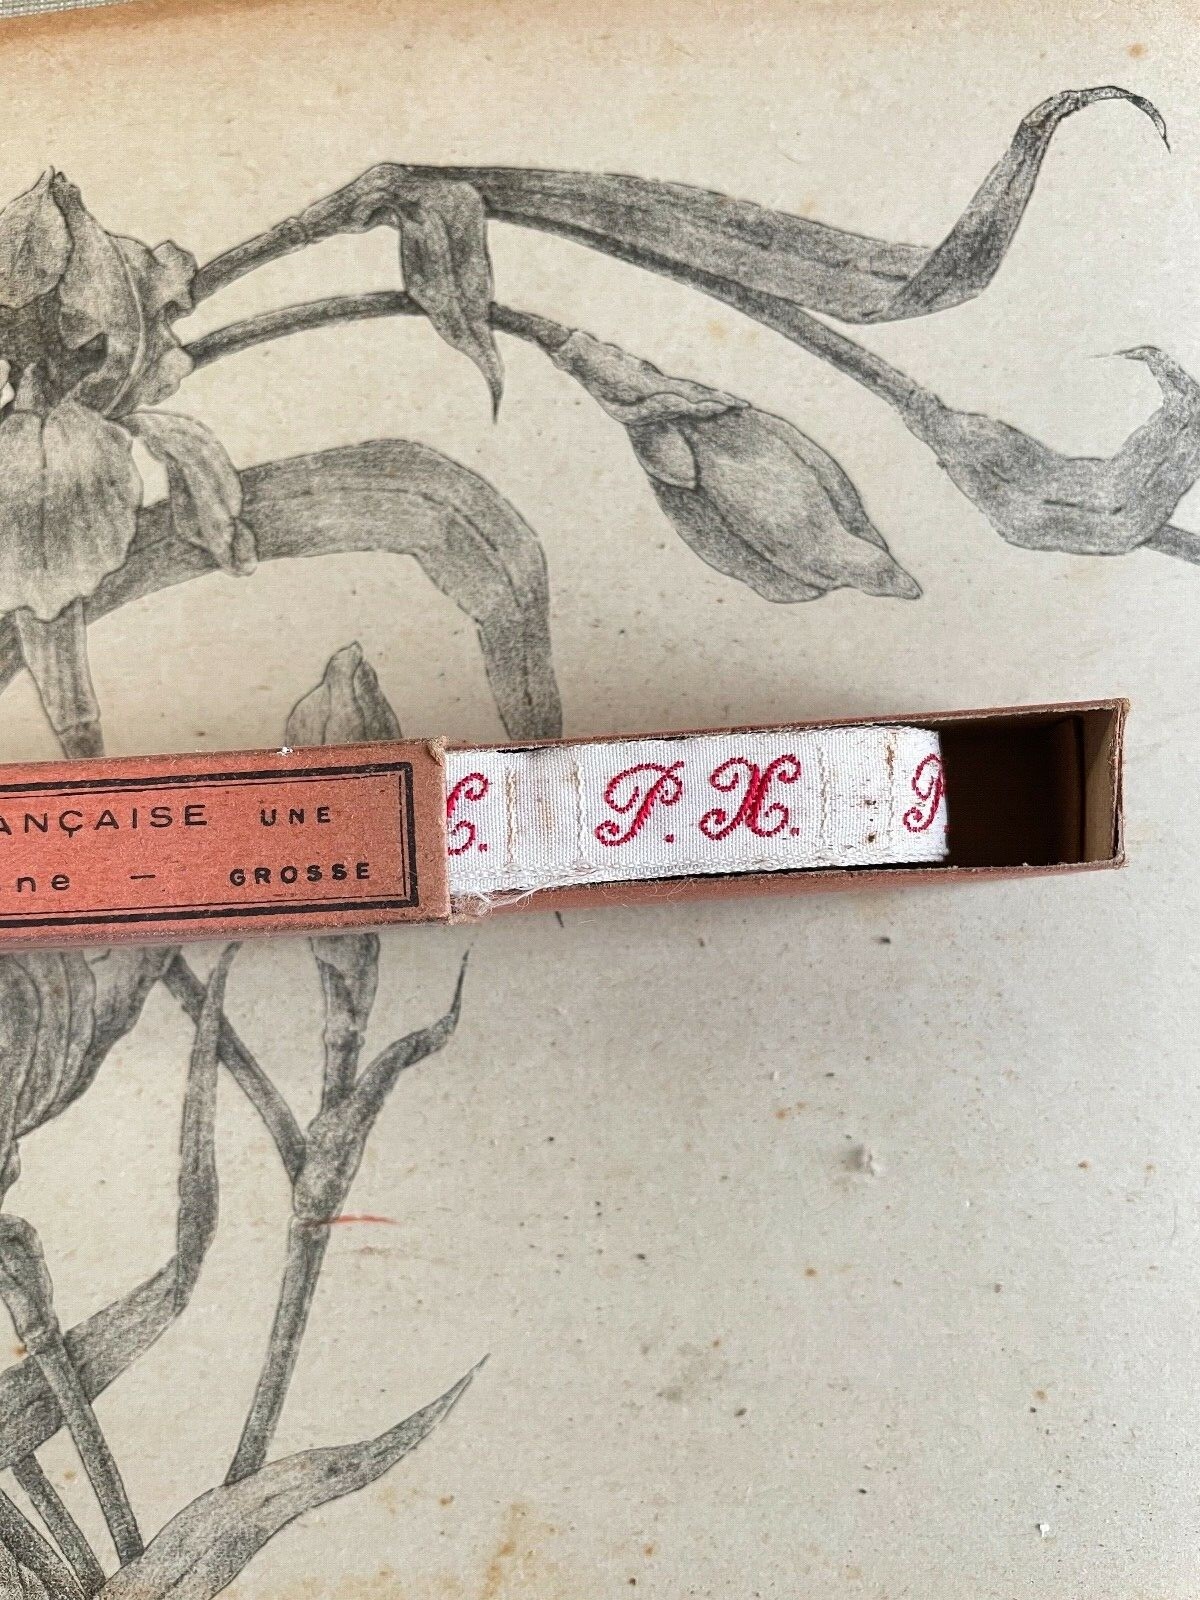 ANÇAISE UNE
ne — GROSSE
P. X.